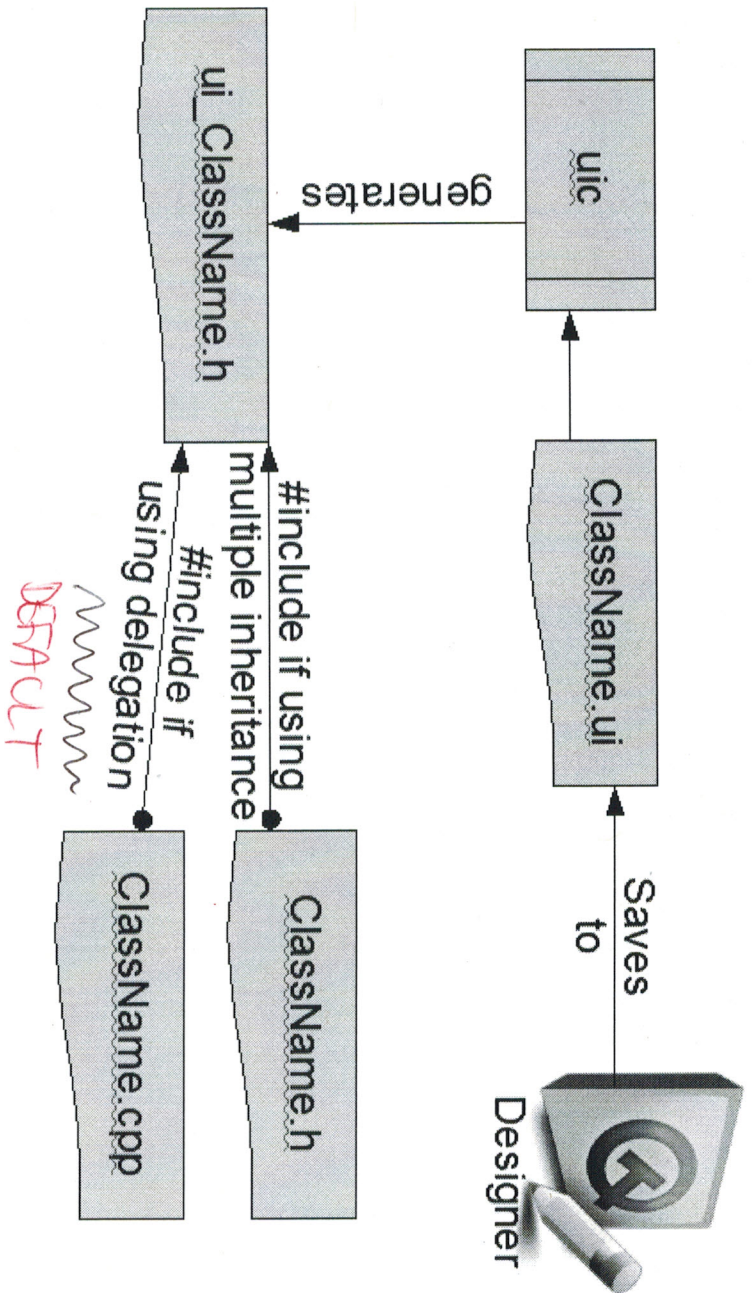 Designer
Saves
to
ClassName.ui
uic
generates
ui_ClassName.h
#include if using
multiple inheritance
ClassName.h
#include if
using delegation
DEFAULT
ClassName.cpp